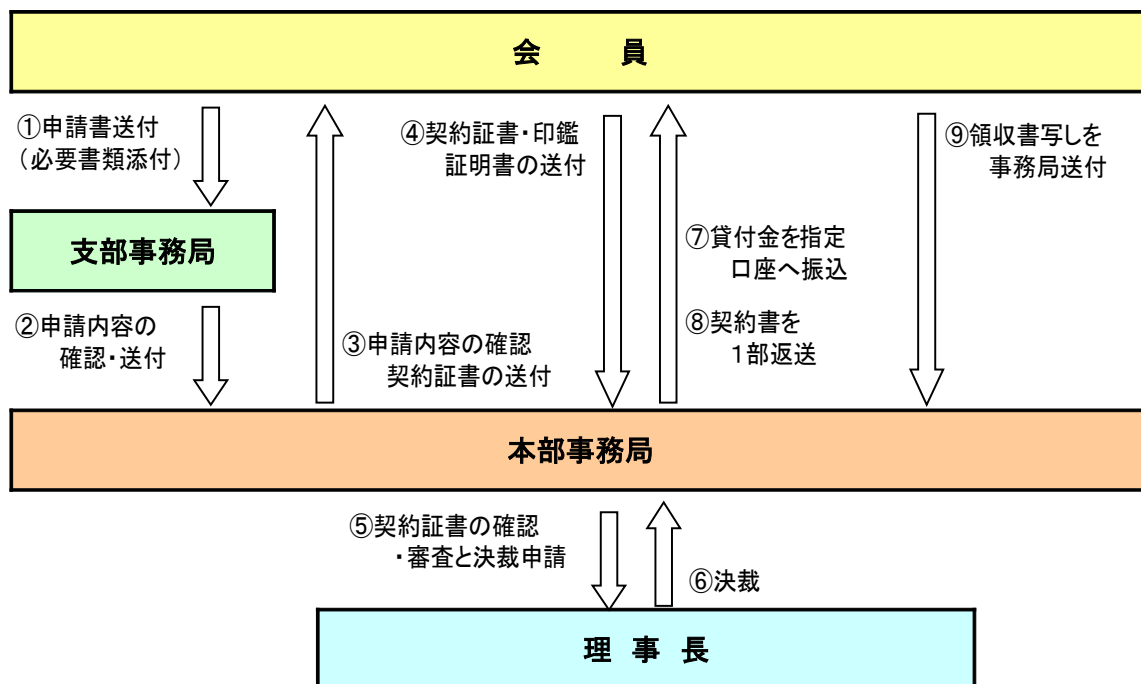 会　員
①申請書送付
（必要書類添付）
支部事務局
②申請内容の
確認・送付
③申請内容の確認
契約証書の送付
④契約証書・印鑑
証明書の送付
⑦貸付金を指定
口座へ振込
⑧契約書を
１部返送
⑨領収書写しを
事務局送付
本部事務局
⑤契約証書の確認
・審査と決裁申請
⑥決裁
理 事 長